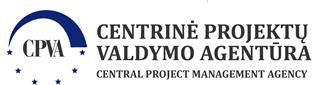 CPVA
CENTRINĖ PROJEKTŲ
VALDYMO AGENTŪRA
CENTRAL PROJECT MANAGEMENT AGENCY